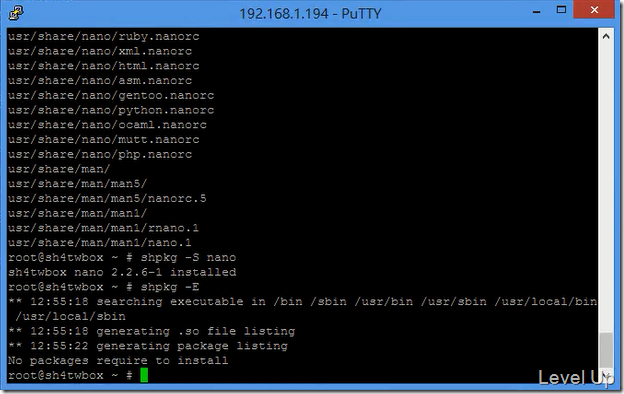 192.168.1.194 - PuTTY
usr/share/nano/ruby.nanorc
usr/share/nano/xml.nanorc
usr/share/nano/html.nanorc
usr/share/nano/asm.nanorc
usr/share/nano/gentoo.nanorc
usr/share/nano/python.nanorc
usr/share/nano/ocaml.nanorc
usr/share/nano/mutt.nanorc
usr/share/nano/php.nanorc
usr/share/man/
usr/share/man/man5/
usr/share/man/man5/nanorc.5
usr/share/man/man1/
usr/share/man/man1/rnano.1
usr/share/man/man1/nano.1
root@sh4twbox ~ # shpkg -S nano
sh4twbox nano 2.2.6-1 installed
root@sh4twbox ~ # shpkg -E
** 12:55:18 searching executable in /bin /sbin /usr/bin /usr/sbin /usr/local/bin
/usr/local/sbin
** 12:55:18 generating .so file listing
** 12:55:22 generating package listing
No packages require to install
root@sh4twbox ~ #
Level Up